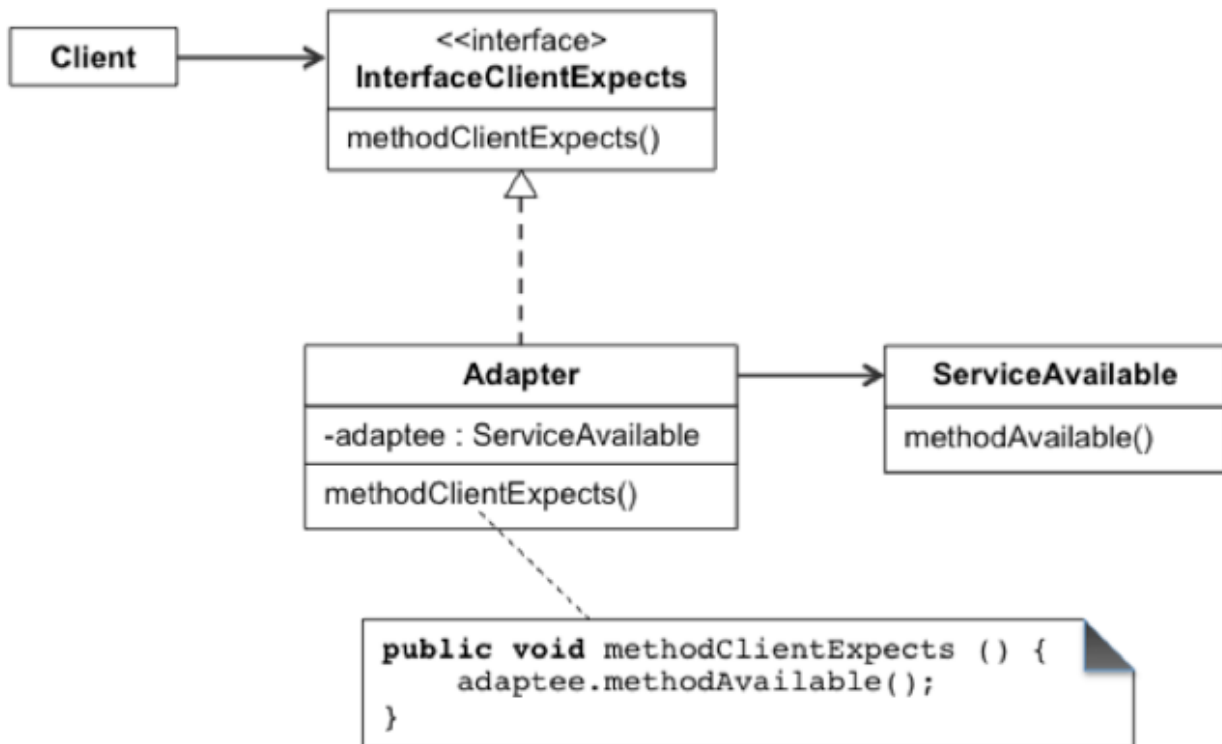 Client
<<interface>
InterfaceClientExpects
methodClientExpects()
Adapter
-adaptee : ServiceAvailable
methodClientExpects()
ServiceAvailable
methodAvailable()
public void methodClientExpects () {
adaptee.methodAvailable();
}